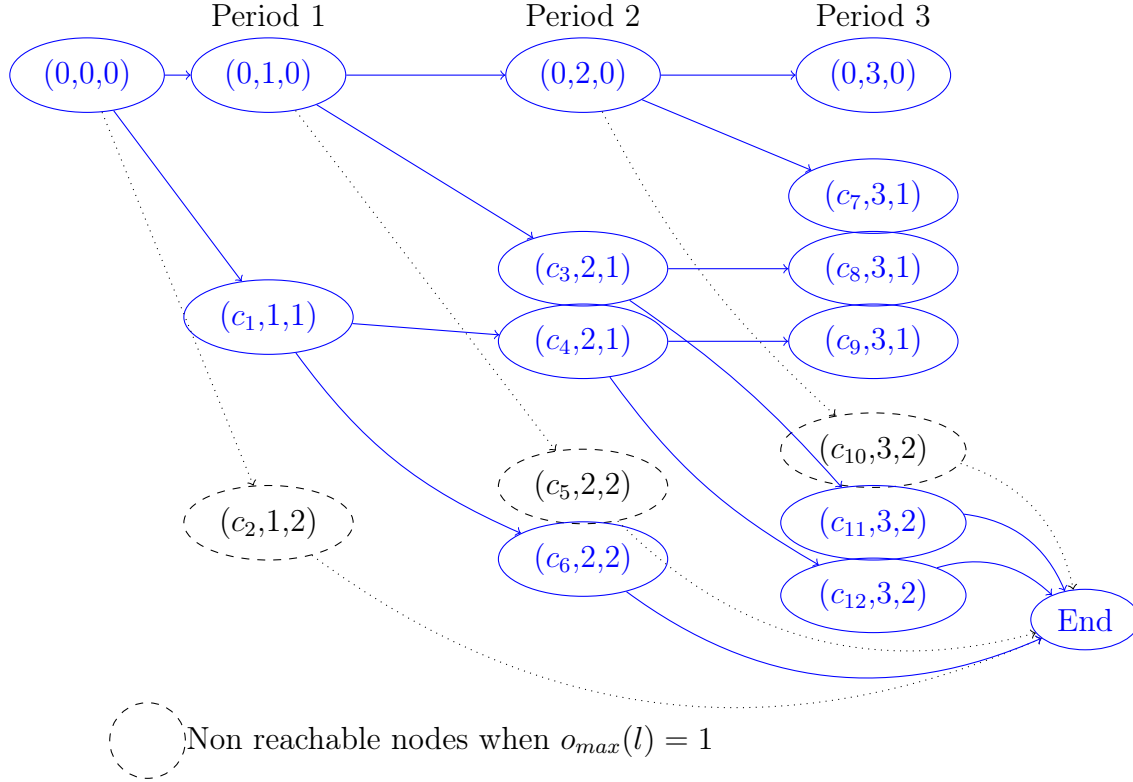 Period 1 Period 2 Period 3
(0,0,0) (0,1,0) (0,2,0) (0,3,0)
(c₇,3,1)
(c₃,2,1) (c₈,3,1)
(c₁,1,1)
(c₄,2,1) (c₉,3,1)
(c₁₀,3,2)
(c₅,2,2)
(c₂,1,2) (c₁₁,3,2)
(c₆,2,2)
(c₁₂,3,2)
End
Non reachable nodes when oₘₐₓ(l) = 1